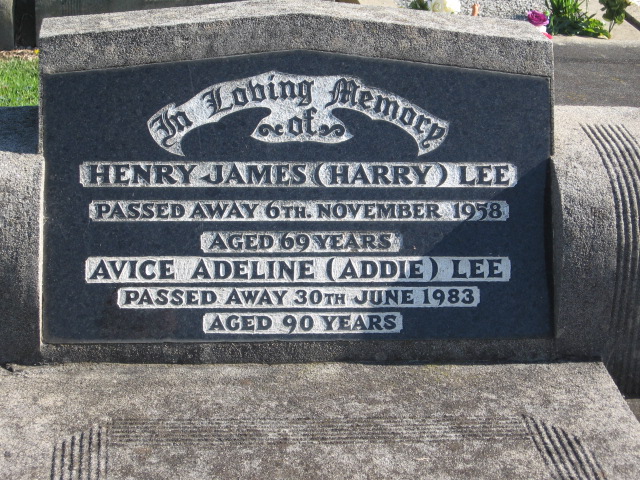 In Loving Memory
of
HENRY JAMES (HARRY) LEE
PASSED AWAY 6TH. NOVEMBER 1958
AGED 69 YEARS
AVICE ADELINE (ADDIE) LEE
PASSED AWAY 30TH JUNE 1983
AGED 90 YEARS